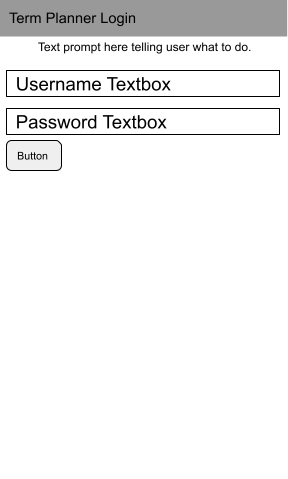 Term Planner Login
Text prompt here telling user what to do.
Username Textbox
Password Textbox
Button